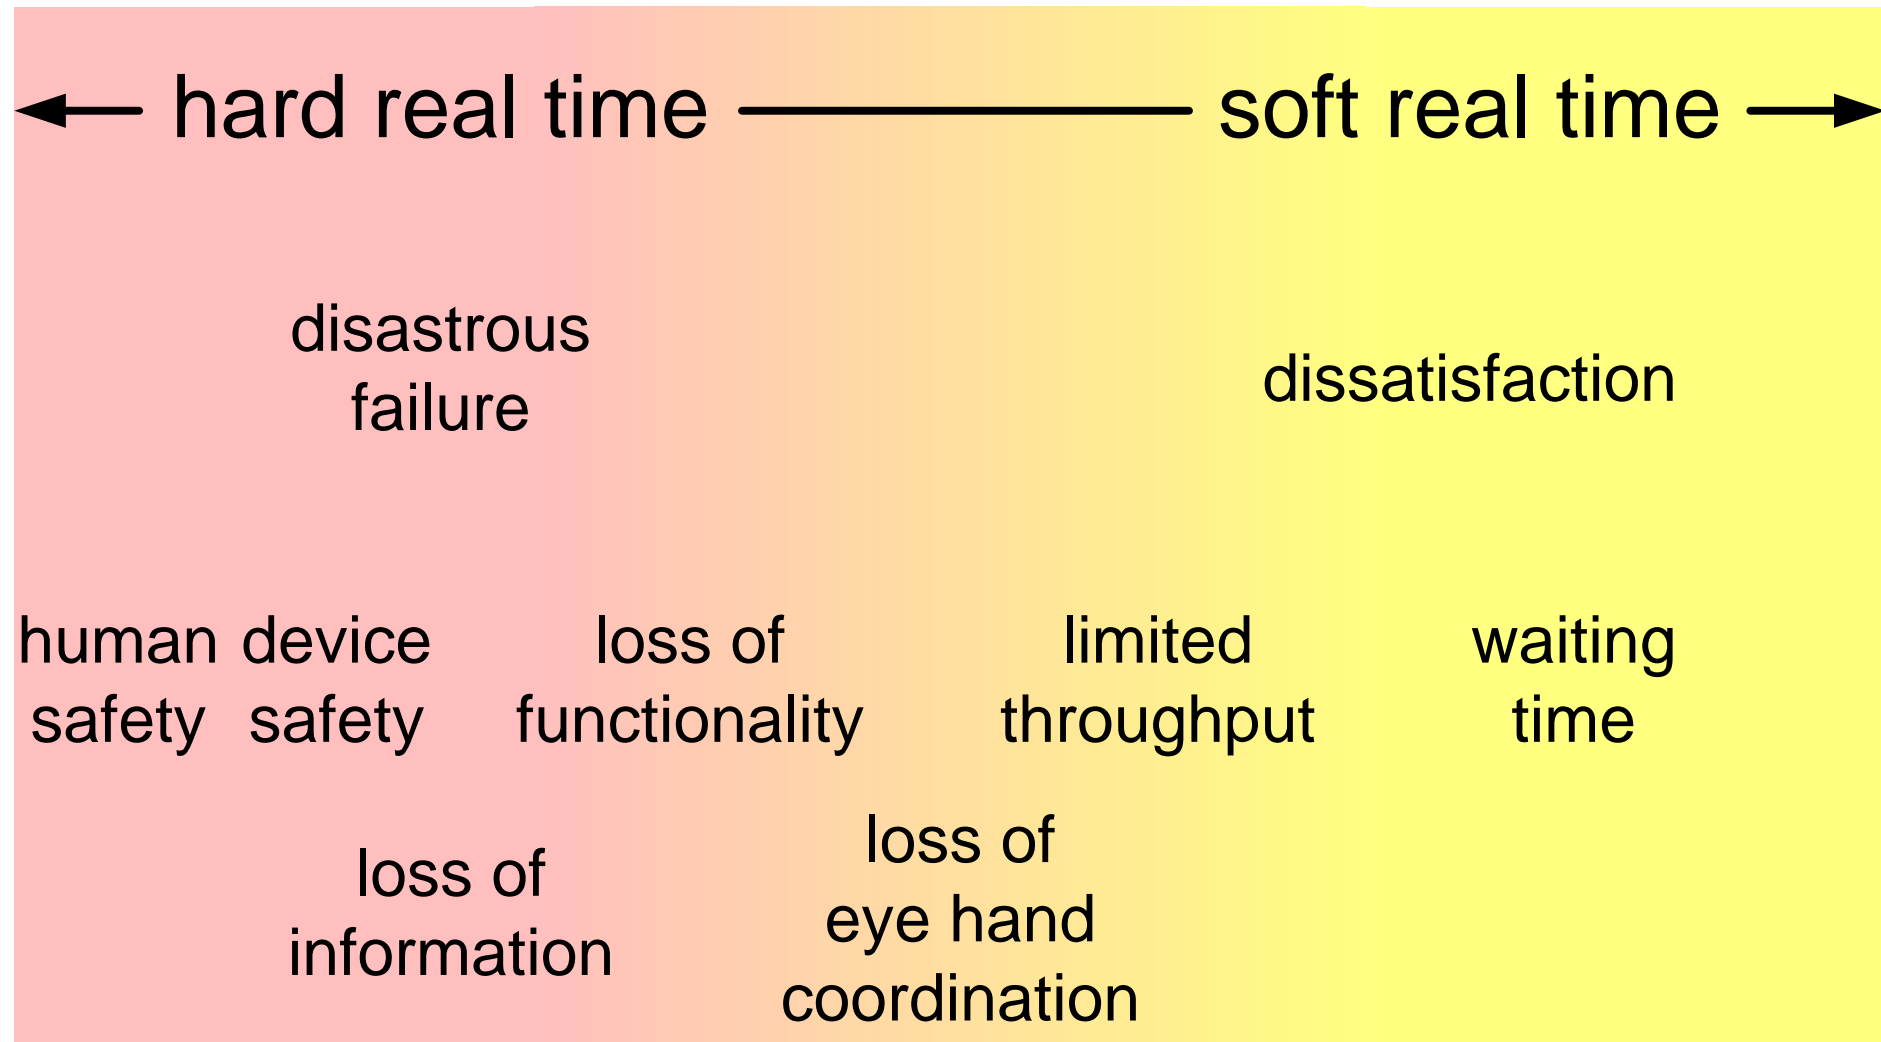 hard real time
soft real time
disastrous
failure
dissatisfaction
human
safety
device
safety
loss of
functionality
limited
throughput
waiting
time
loss of
information
loss of
eye hand
coordination